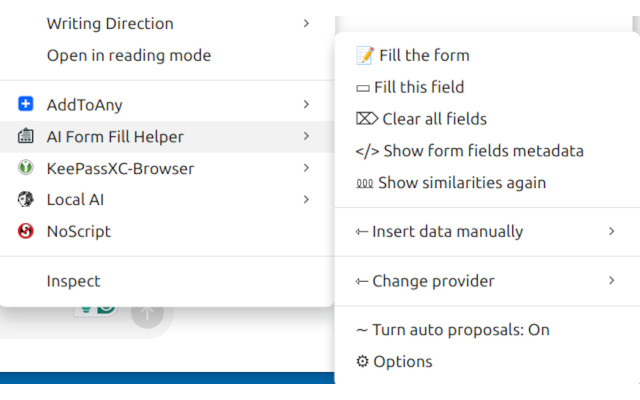 Writing Direction
Open in reading mode
AddToAny
AI Form Fill Helper
KeePassXC-Browser
Local AI
NoScript
Inspect
Fill the form
Fill this field
Clear all fields
</> Show form fields metadata
Show similarities again
Insert data manually
Change provider
~ Turn auto proposals: On
Options